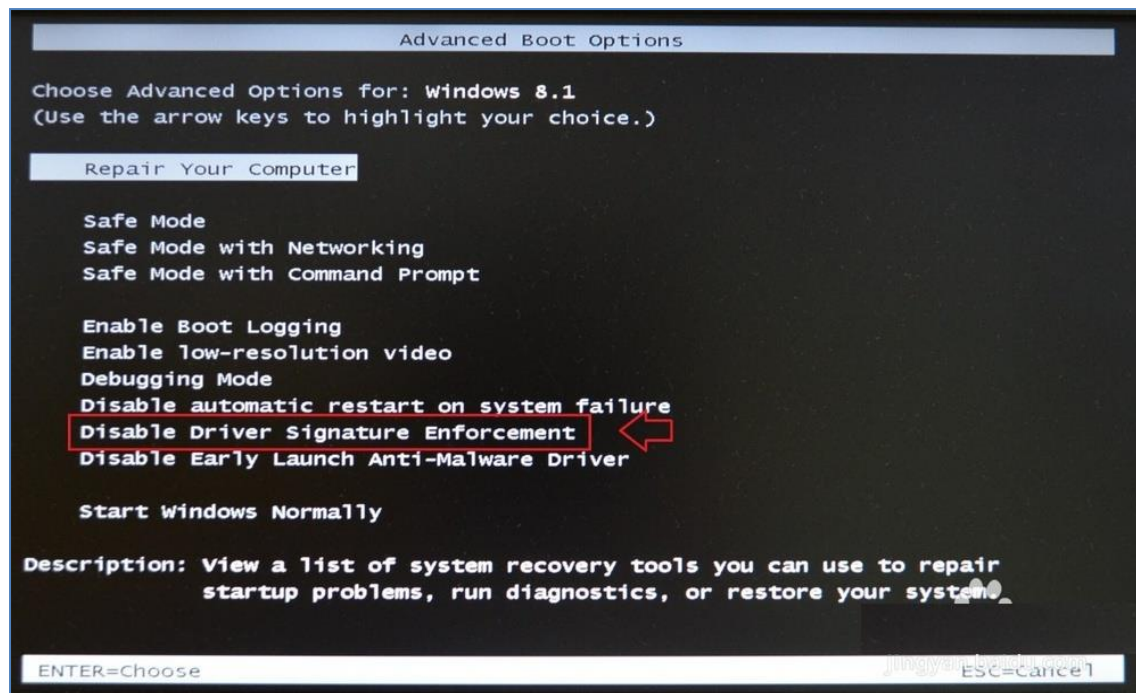 Advanced Boot Options
Choose Advanced Options for: Windows 8.1
(Use the arrow keys to highlight your choice.)
Repair Your Computer
Safe Mode
Safe Mode with Networking
Safe Mode with Command Prompt
Enable Boot Logging
Enable low-resolution video
Debugging Mode
Disable automatic restart on system failure
Disable Driver Signature Enforcement
Disable Early Launch Anti-Malware Driver
Start Windows Normally
Description: View a list of system recovery tools you can use to repair
startup problems, run diagnostics, or restore your system.
ENTER=Choose
ESC=Cancel
jingyan.baidu.com